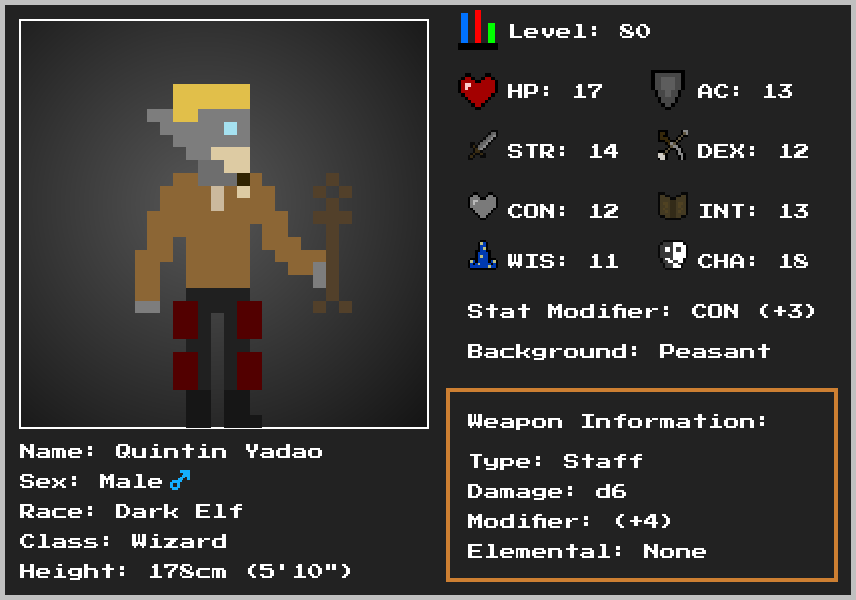 Level: 80
HP: 17 AC: 13
STR: 14 DEX: 12
CON: 12 INT: 13
WIS: 11 CHA: 18
Stat Modifier: CON (+3)
Background: Peasant
Weapon Information:
Type: Staff
Damage: d6
Modifier: (+4)
Elemental: None
Name: Quintin Yadao
Sex: Male ♂
Race: Dark Elf
Class: Wizard
Height: 178cm (5'10")